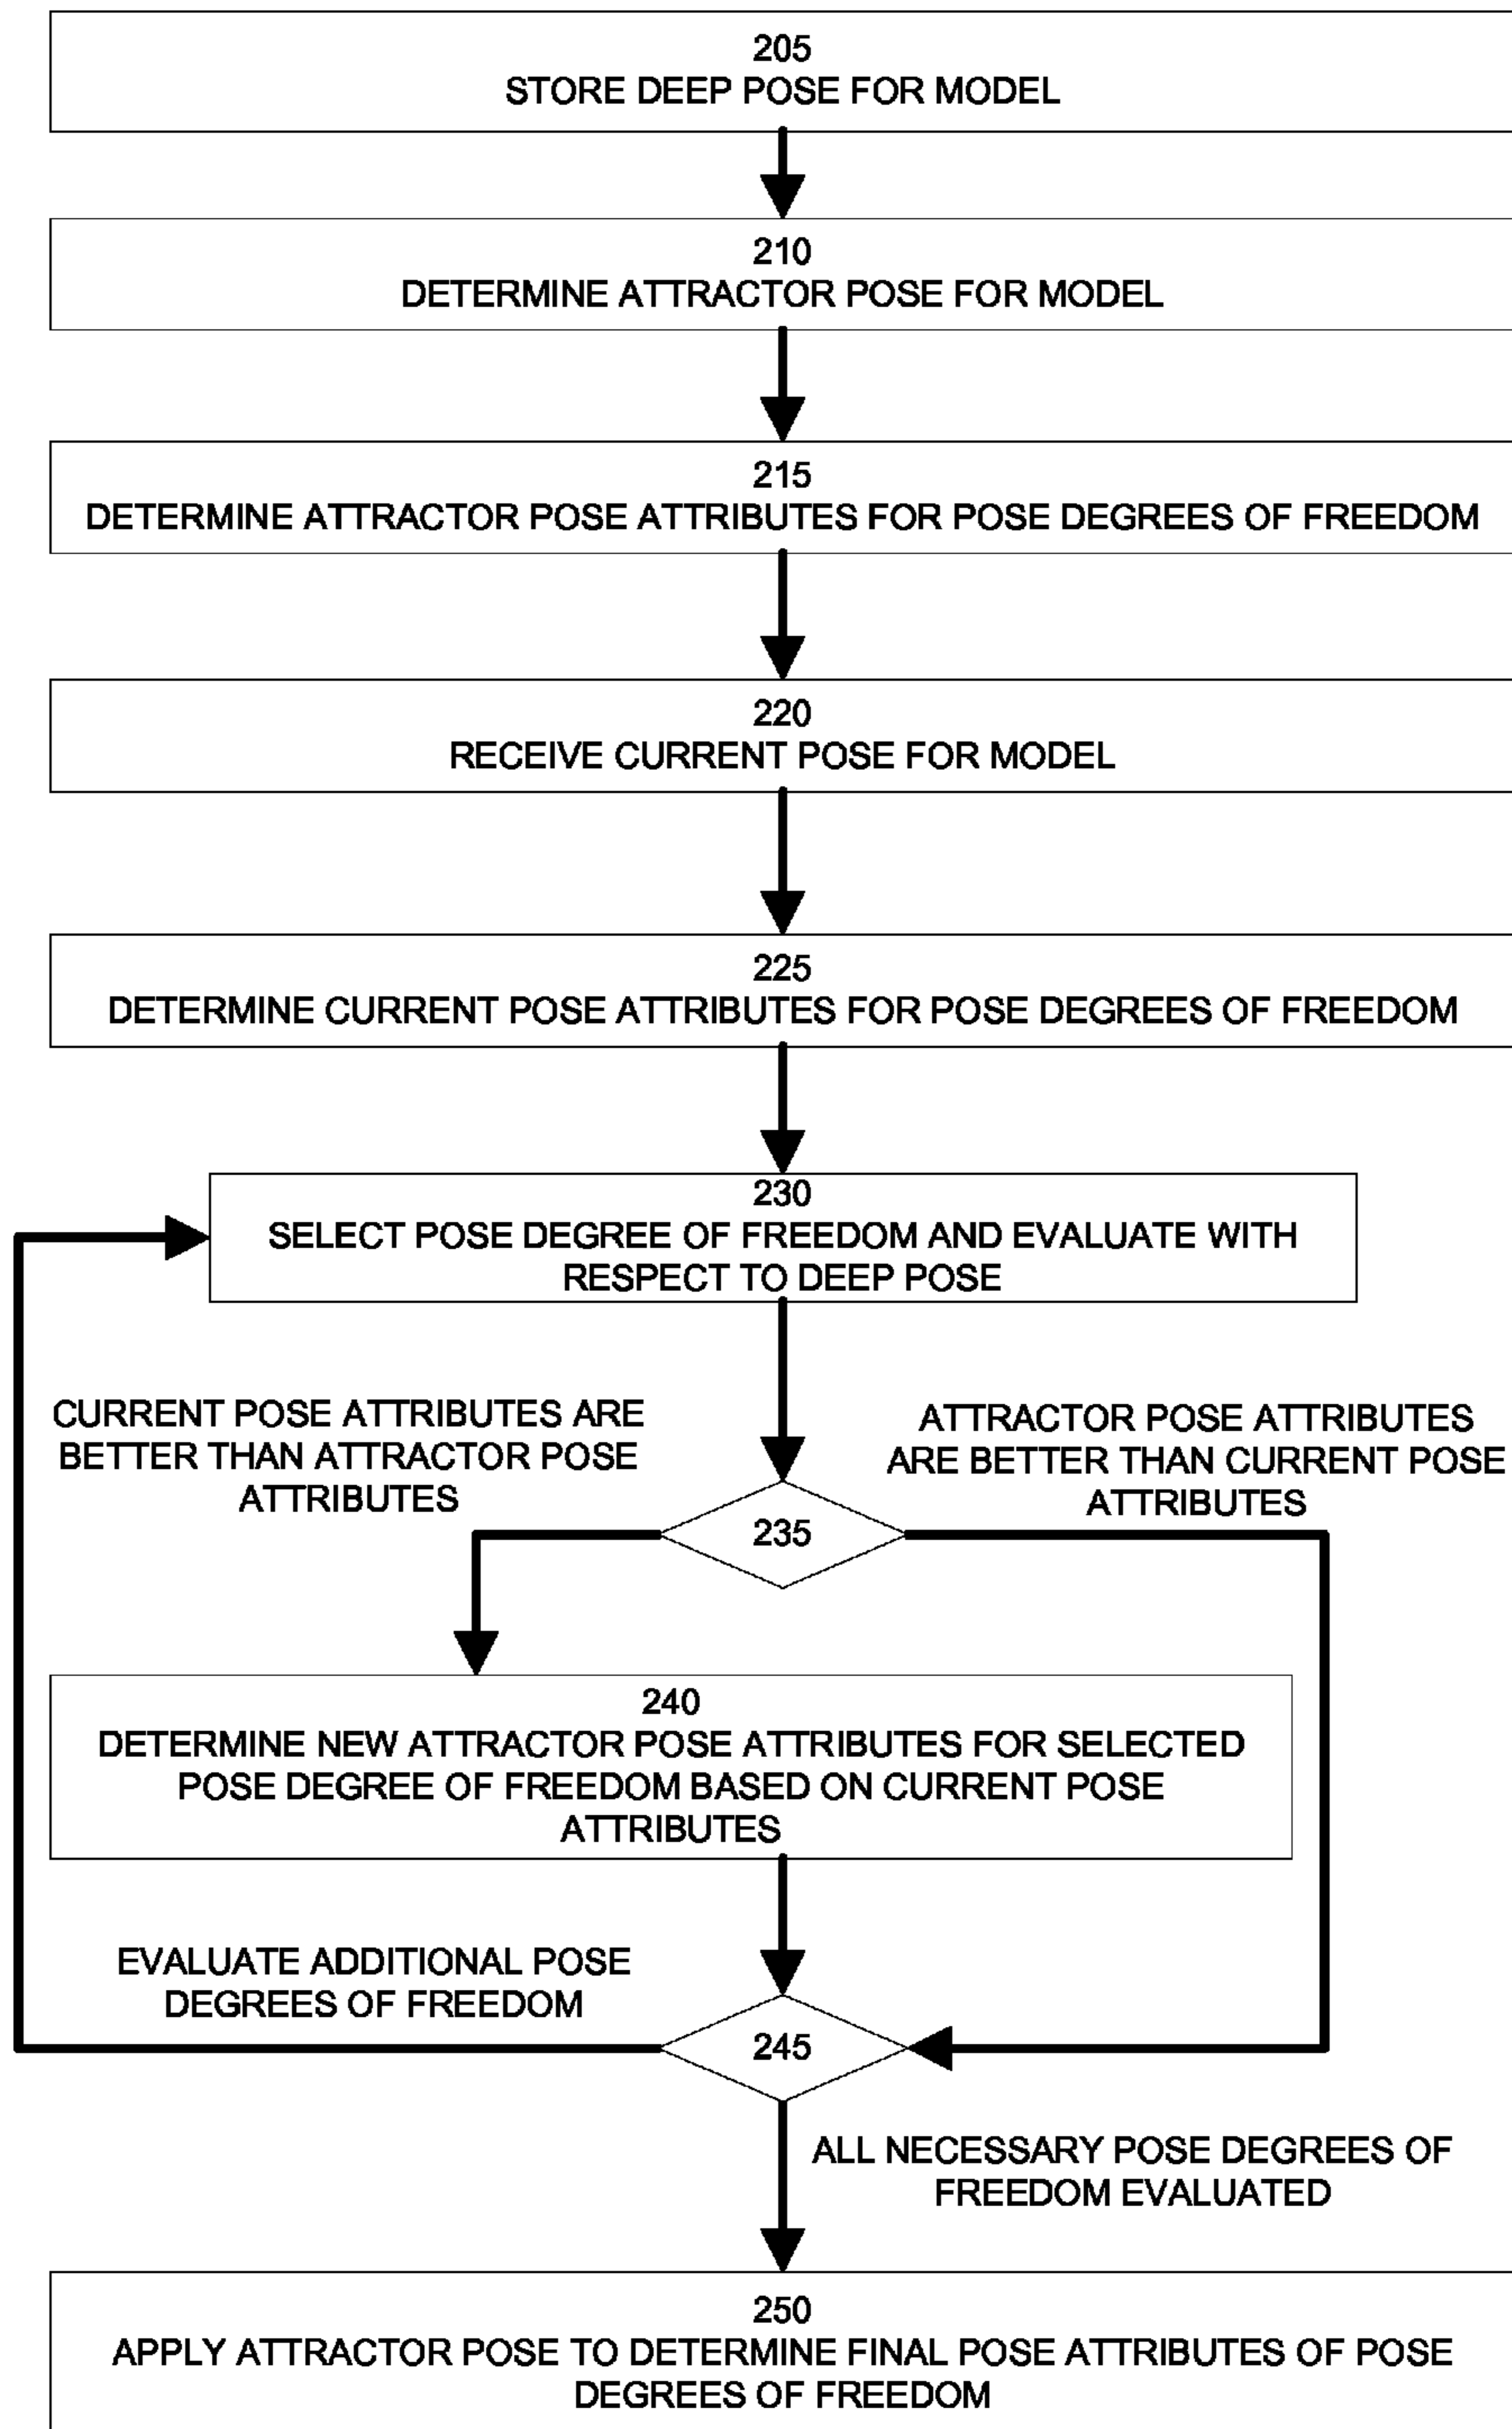 205
STORE DEEP POSE FOR MODEL
210
DETERMINE ATTRACTOR POSE FOR MODEL
215
DETERMINE ATTRACTOR POSE ATTRIBUTES FOR POSE DEGREES OF FREEDOM
220
RECEIVE CURRENT POSE FOR MODEL
225
DETERMINE CURRENT POSE ATTRIBUTES FOR POSE DEGREES OF FREEDOM
230
SELECT POSE DEGREE OF FREEDOM AND EVALUATE WITH
RESPECT TO DEEP POSE
CURRENT POSE ATTRIBUTES ARE
BETTER THAN ATTRACTOR POSE
ATTRIBUTES
ATTRACTOR POSE ATTRIBUTES
ARE BETTER THAN CURRENT POSE
ATTRIBUTES
235
240
DETERMINE NEW ATTRACTOR POSE ATTRIBUTES FOR SELECTED
POSE DEGREE OF FREEDOM BASED ON CURRENT POSE
ATTRIBUTES
EVALUATE ADDITIONAL POSE
DEGREES OF FREEDOM
245
ALL NECESSARY POSE DEGREES OF
FREEDOM EVALUATED
250
APPLY ATTRACTOR POSE TO DETERMINE FINAL POSE ATTRIBUTES OF POSE
DEGREES OF FREEDOM